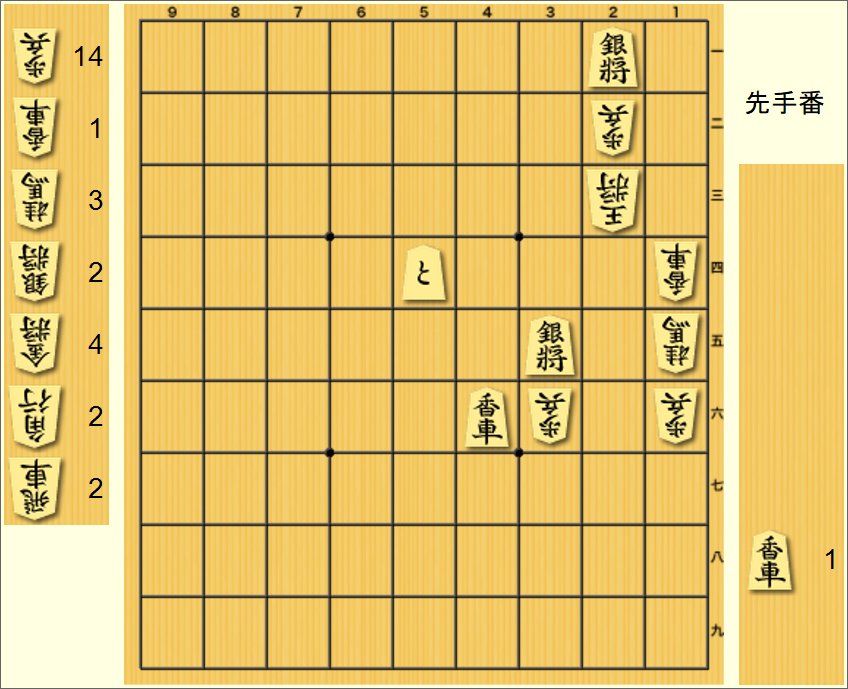 9 8 7 6 5 4 3 2 1
歩兵 14
香車 1
桂馬 3
銀将 2
金将 4
角行 2
飛車 2
銀將 一
歩兵 二
王将 三
と 香車 四
銀將 桂馬 五
香車 歩兵 歩兵 六
七
八
九
先手番
香車 1